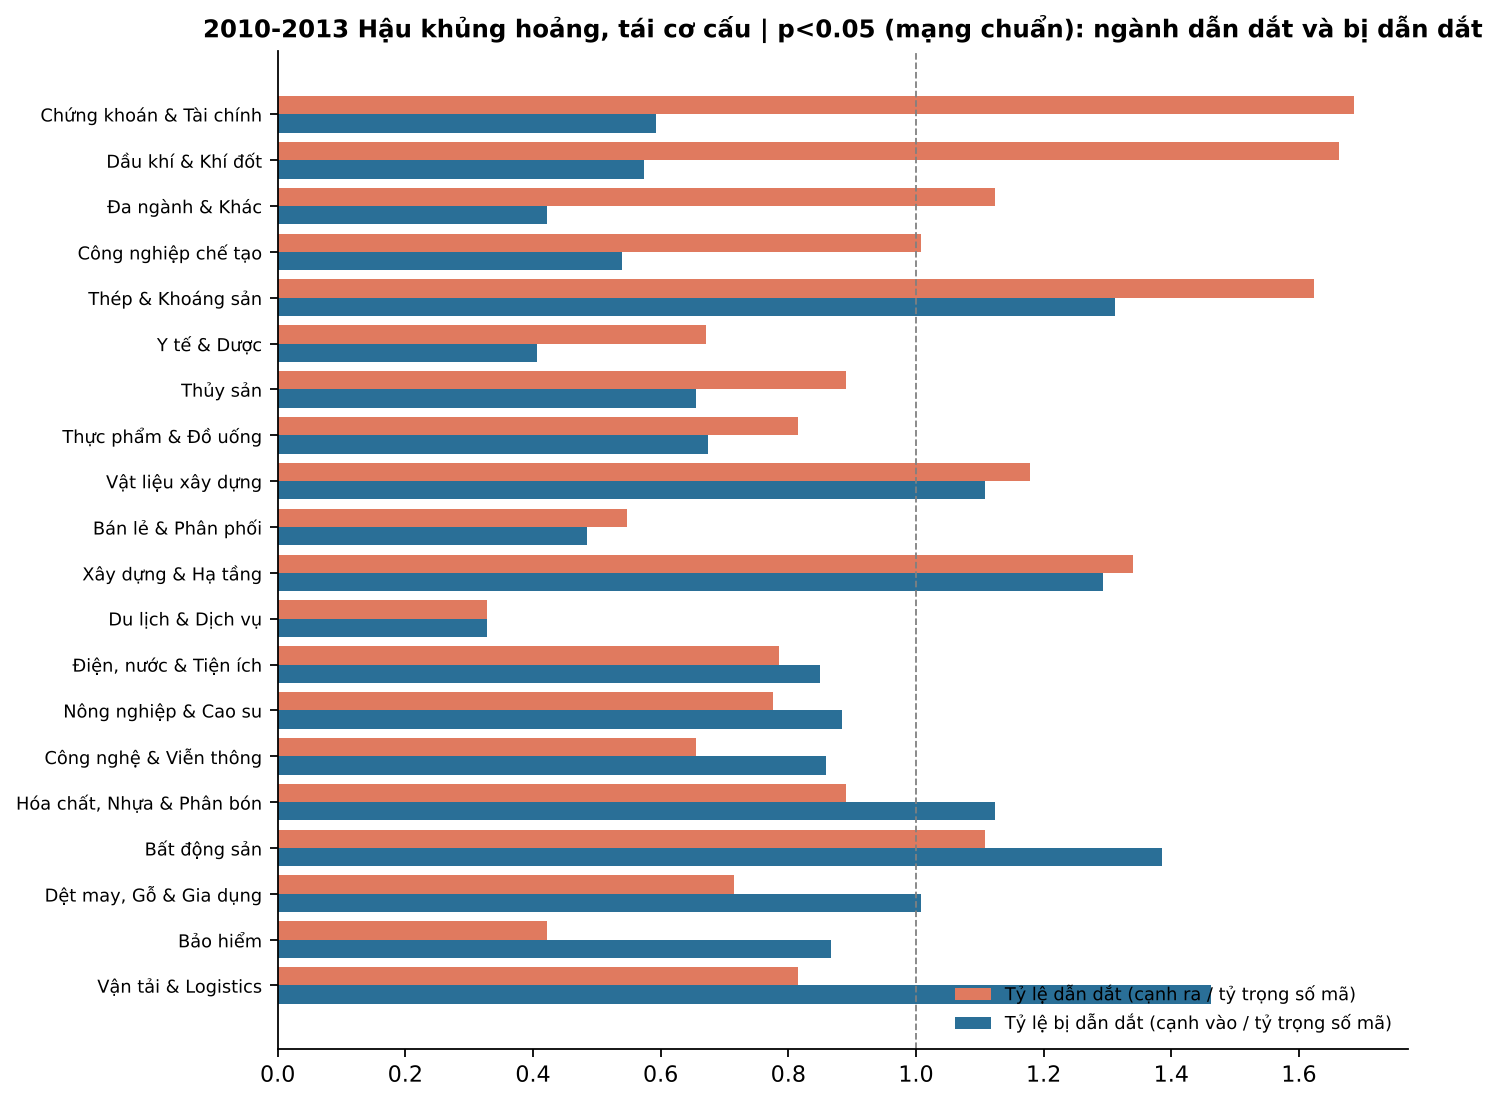 2010-2013 Hậu khủng hoảng, tái cơ cấu | p<0.05 (mạng chuẩn): ngành dẫn dắt và bị dẫn dắt
Chứng khoán & Tài chính
Dầu khí & Khí đốt
Đa ngành & Khác
Công nghiệp chế tạo
Thép & Khoáng sản
Y tế & Dược
Thủy sản
Thực phẩm & Đồ uống
Vật liệu xây dựng
Bán lẻ & Phân phối
Xây dựng & Hạ tầng
Du lịch & Dịch vụ
Điện, nước & Tiện ích
Nông nghiệp & Cao su
Công nghệ & Viễn thông
Hóa chất, Nhựa & Phân bón
Bất động sản
Dệt may, Gỗ & Gia dụng
Bảo hiểm
Vận tải & Logistics
Tỷ lệ dẫn dắt (cạnh ra / tỷ trọng số mã)
Tỷ lệ bị dẫn dắt (cạnh vào / tỷ trọng số mã)
0.0 0.2 0.4 0.6 0.8 1.0 1.2 1.4 1.6